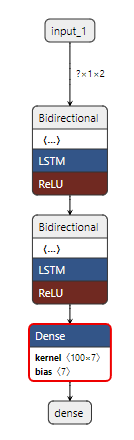 input_1
?×1×2
Bidirectional
⟨…⟩
LSTM
ReLU
Bidirectional
⟨…⟩
LSTM
ReLU
Dense
kernel ⟨100×7⟩
bias ⟨7⟩
dense